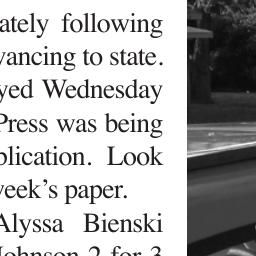 ately following
vancing to state.
yed Wednesday
Press was being
plication. Look
week's paper.
Alyssa Bienski
Johnson 2 for 3